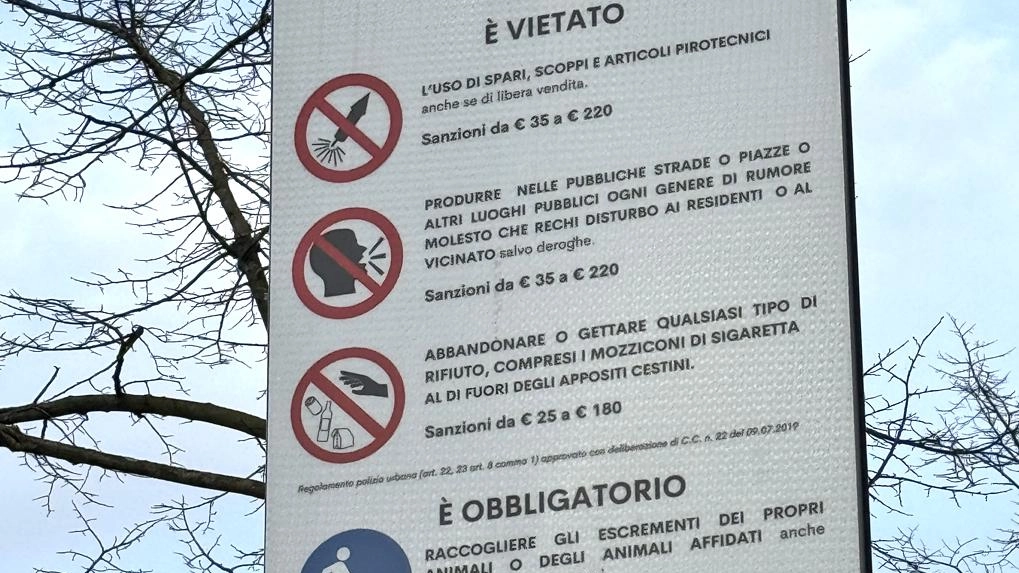 È VIETATO
L'USO DI SPARI, SCOPPI E ARTICOLI PIROTECNICI
anche se di libera vendita.
Sanzioni da € 35 a € 220
PRODURRE NELLE PUBBLICHE STRADE O PIAZZE O
ALTRI LUOGHI PUBBLICI OGNI GENERE DI RUMORE
MOLESTO CHE RECHI DISTURBO AI RESIDENTI O AL
VICINATO salvo deroghe.
Sanzioni da € 35 a € 220
ABBANDONARE O GETTARE QUALSIASI TIPO DI
RIFIUTO, COMPRESI I MOZZICONI DI SIGARETTA
AL DI FUORI DEGLI APPOSITI CESTINI.
Sanzioni da € 25 a € 180
Regolamento polizia urbana (art. 22, 23 art. 8 comma 1) approvato con deliberazione di C.C. n. 22 del 09.07.2019
È OBBLIGATORIO
RACCOGLIERE GLI ESCREMENTI DEI PROPRI
ANIMALI O DEGLI ANIMALI AFFIDATI anche